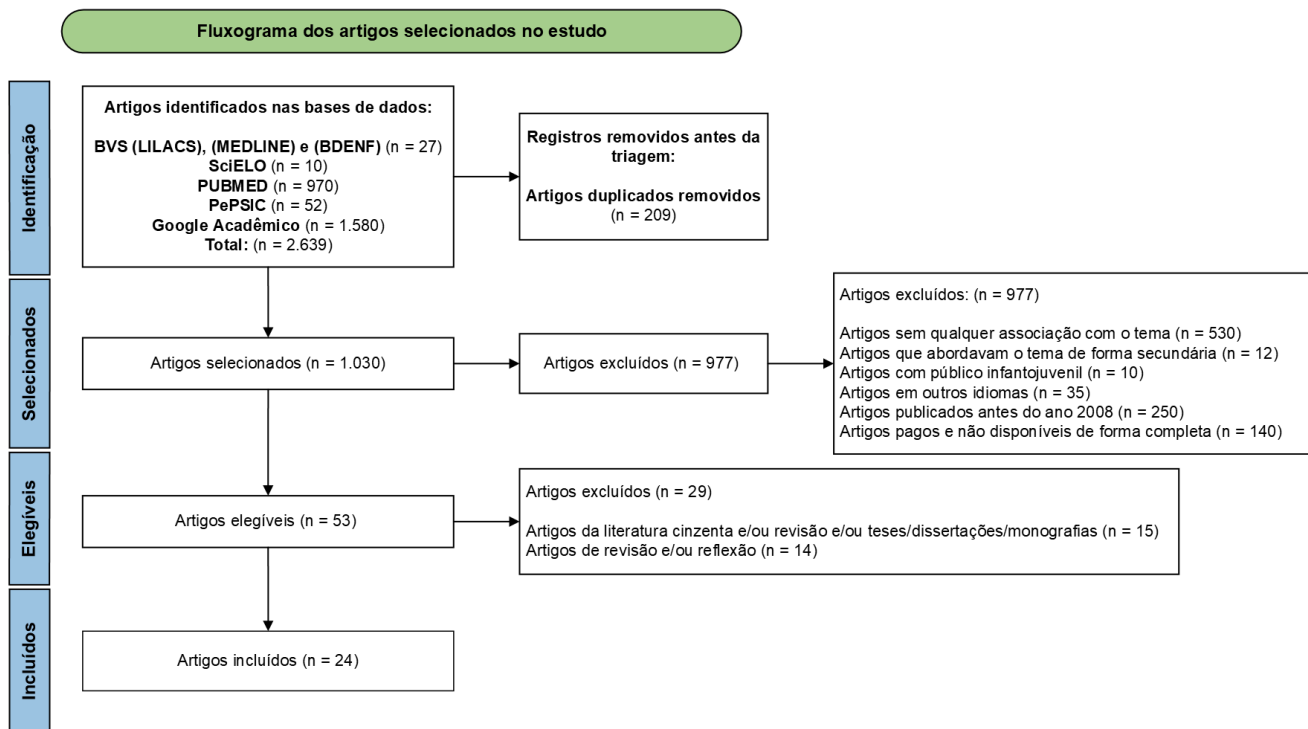 Fluxograma dos artigos selecionados no estudo
Identificação
Artigos identificados nas bases de dados:
BVS (LILACS), (MEDLINE) e (BDENF) (n = 27)
SciELO (n = 10)
PUBMED (n = 970)
PePSIC (n = 52)
Google Acadêmico (n = 1.580)
Total: (n = 2.639)
Registros removidos antes da
triagem:
Artigos duplicados removidos
(n = 209)
Selecionados
Artigos selecionados (n = 1.030)
Artigos excluídos (n = 977)
Artigos excluídos: (n = 977)
Artigos sem qualquer associação com o tema (n = 530)
Artigos que abordavam o tema de forma secundária (n = 12)
Artigos com público infantojuvenil (n = 10)
Artigos em outros idiomas (n = 35)
Artigos publicados antes do ano 2008 (n = 250)
Artigos pagos e não disponíveis de forma completa (n = 140)
Elegíveis
Artigos elegíveis (n = 53)
Artigos excluídos (n = 29)
Artigos da literatura cinzenta e/ou revisão e/ou teses/dissertações/monografias (n = 15)
Artigos de revisão e/ou reflexão (n = 14)
Incluídos
Artigos incluídos (n = 24)